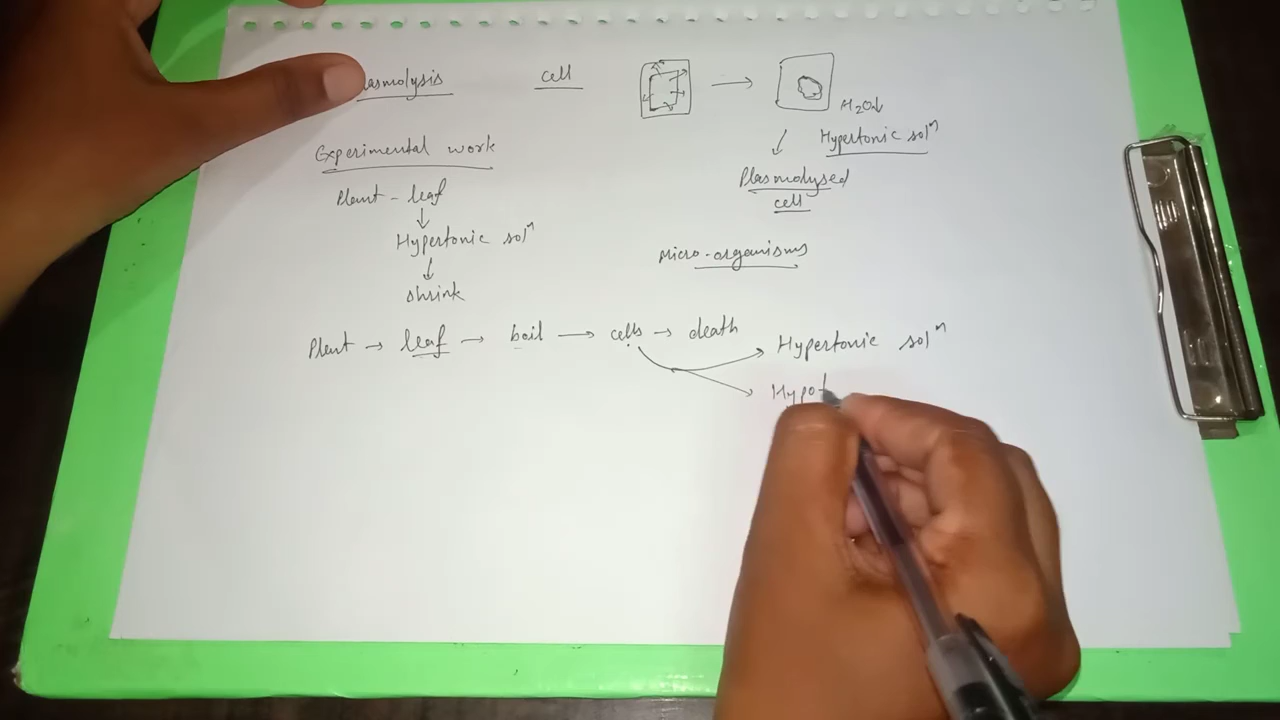 lasmolysis cell
H₂O↓
Experimental work
Hypertonic solⁿ
Plant - leaf
Plasmolysed
cell
Hypertonic solⁿ
Micro-organisms
shrink
Plant → leaf → boil → cells → death
Hypertonic solⁿ
Hypot